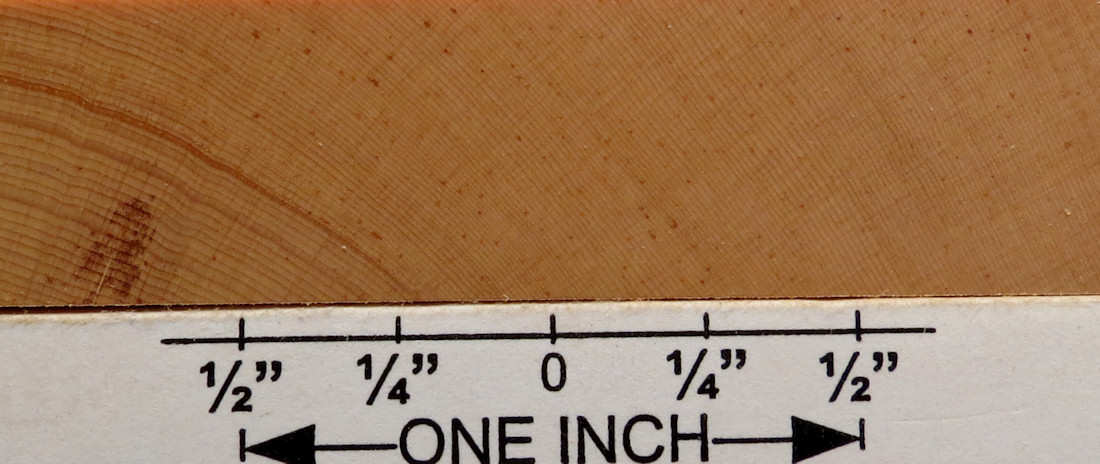 ½” ¼” 0 ¼” ½”
ONE INCH